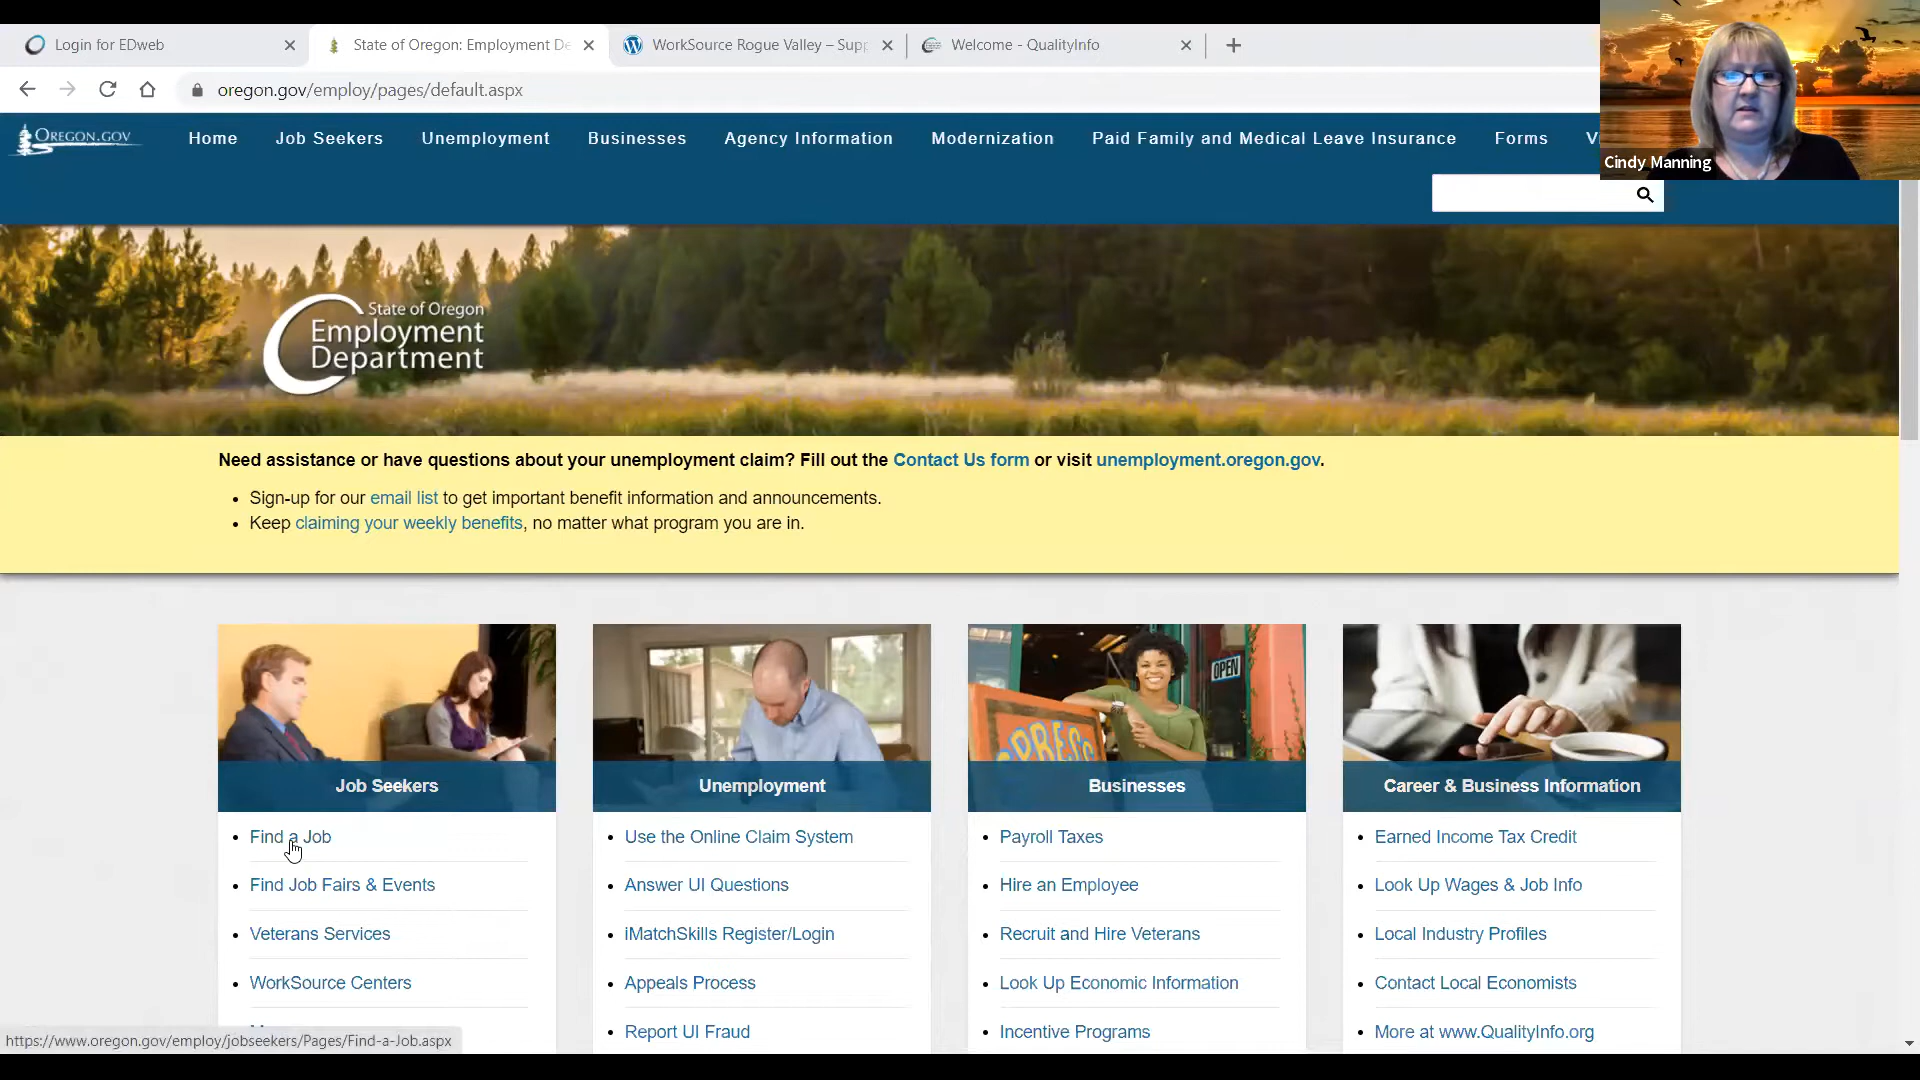 Login for EDweb
State of Oregon: Employment De
WorkSource Rogue Valley – Supp
Welcome - QualityInfo
oregon.gov/employ/pages/default.aspx
OREGON.GOV
Home
Job Seekers
Unemployment
Businesses
Agency Information
Modernization
Paid Family and Medical Leave Insurance
Forms
V
Cindy Manning
State of Oregon
Employment
Department
Need assistance or have questions about your unemployment claim? Fill out the Contact Us form or visit unemployment.oregon.gov.
• Sign-up for our email list to get important benefit information and announcements.
• Keep claiming your weekly benefits, no matter what program you are in.
OPEN
Job Seekers
• Find a Job
• Find Job Fairs & Events
• Veterans Services
• WorkSource Centers
Unemployment
• Use the Online Claim System
• Answer UI Questions
• iMatchSkills Register/Login
• Appeals Process
• Report UI Fraud
Businesses
• Payroll Taxes
• Hire an Employee
• Recruit and Hire Veterans
• Look Up Economic Information
• Incentive Programs
Career & Business Information
• Earned Income Tax Credit
• Look Up Wages & Job Info
• Local Industry Profiles
• Contact Local Economists
• More at www.QualityInfo.org
https://www.oregon.gov/employ/jobseekers/Pages/Find-a-Job.aspx